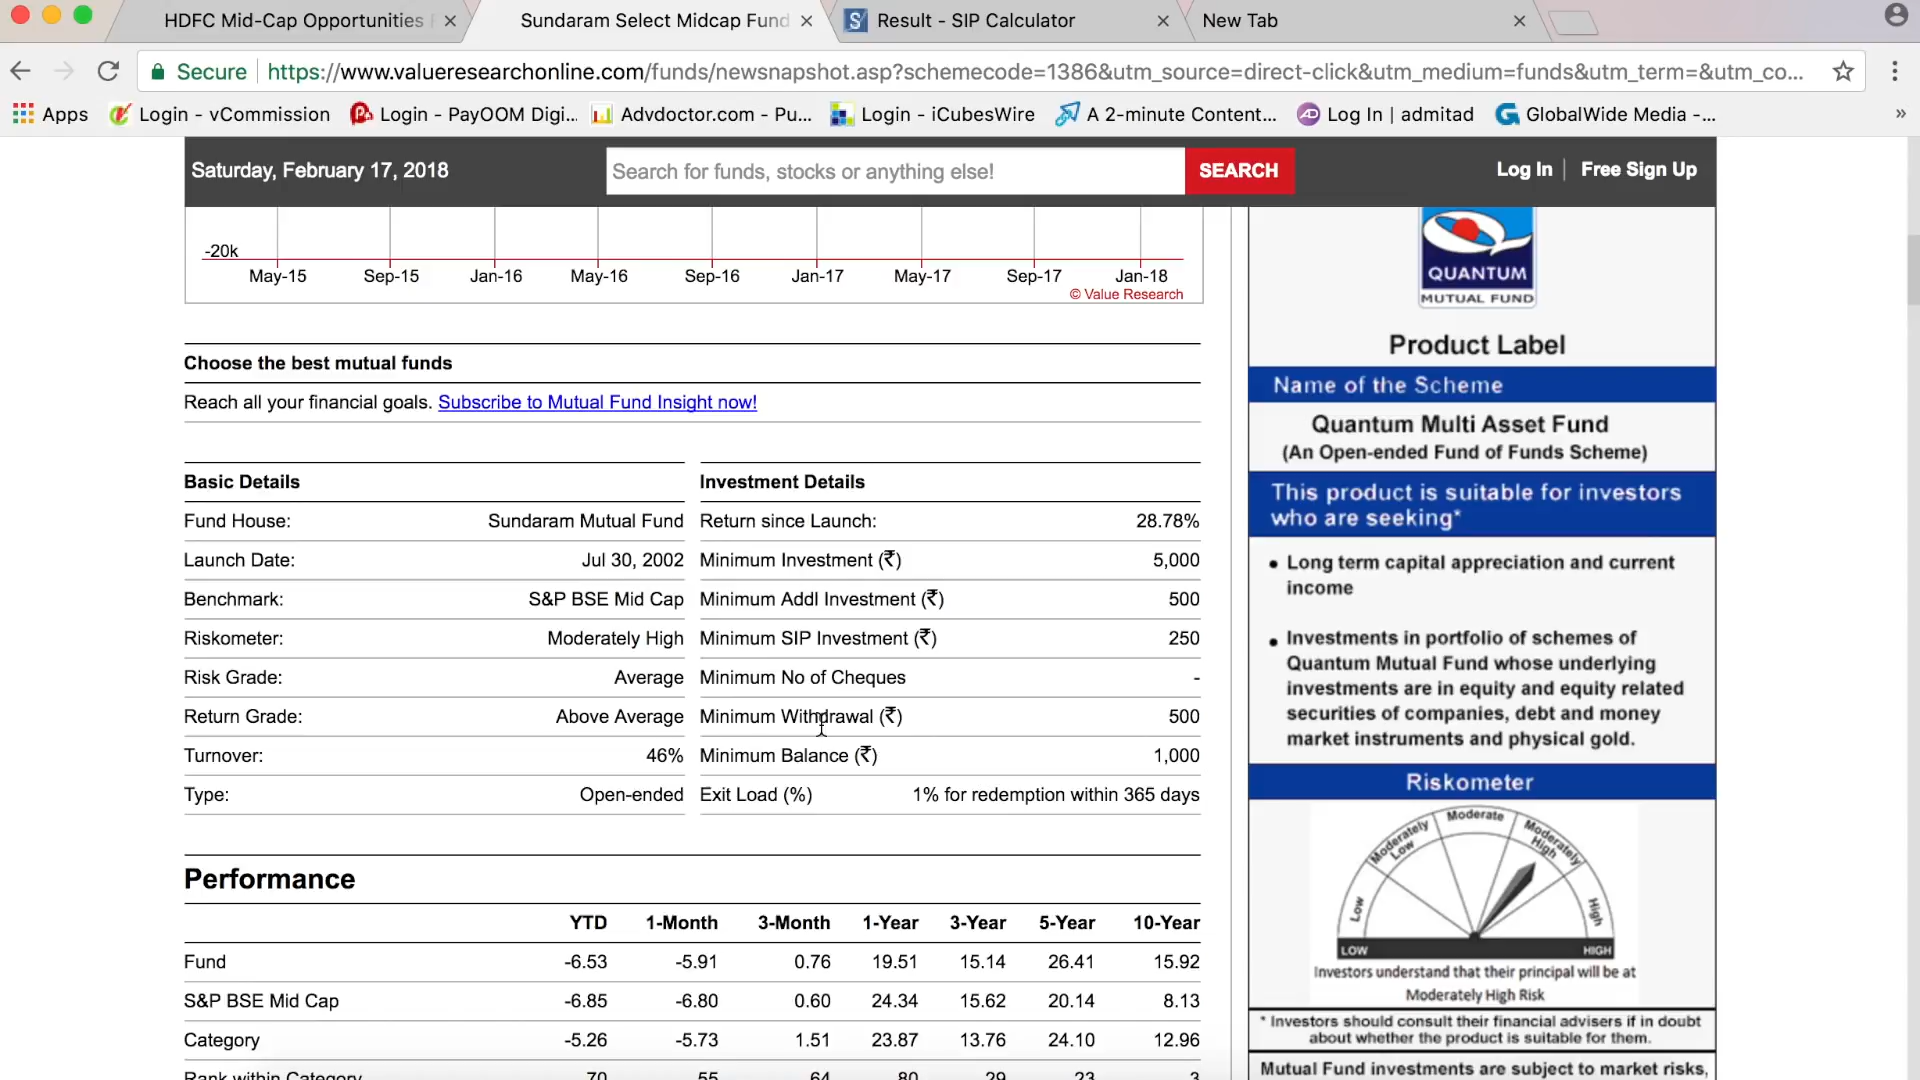 HDFC Mid-Cap Opportunities
Sundaram Select Midcap Fund
Result - SIP Calculator
New Tab
Secure
https://www.valueresearchonline.com/funds/newsnapshot.asp?schemecode=1386&utm_source=direct-click&utm_medium=funds&utm_term=&utm_co...
Apps
Login - vCommission
Login - PayOOM Digi...
Advdoctor.com - Pu...
Login - iCubesWire
A 2-minute Content...
Log In | admitad
GlobalWide Media -...
»
Saturday, February 17, 2018
Search for funds, stocks or anything else!
SEARCH
Log In
Free Sign Up
-20k
May-15 Sep-15 Jan-16 May-16 Sep-16 Jan-17 May-17 Sep-17 Jan-18
© Value Research
Choose the best mutual funds
Reach all your financial goals. Subscribe to Mutual Fund Insight now!
Basic Details
Fund House: Sundaram Mutual Fund
Launch Date: Jul 30, 2002
Benchmark: S&P BSE Mid Cap
Riskometer: Moderately High
Risk Grade: Average
Return Grade: Above Average
Turnover: 46%
Type: Open-ended
Investment Details
Return since Launch: 28.78%
Minimum Investment (₹) 5,000
Minimum Addl Investment (₹) 500
Minimum SIP Investment (₹) 250
Minimum No of Cheques -
Minimum Withdrawal (₹) 500
Minimum Balance (₹) 1,000
Exit Load (%) 1% for redemption within 365 days
Performance
YTD 1-Month 3-Month 1-Year 3-Year 5-Year 10-Year
Fund -6.53 -5.91 0.76 19.51 15.14 26.41 15.92
S&P BSE Mid Cap -6.85 -6.80 0.60 24.34 15.62 20.14 8.13
Category -5.26 -5.73 1.51 23.87 13.76 24.10 12.96
Rank within Category 70 55 64 80 29 23 3
QUANTUM
MUTUAL FUND
Product Label
Name of the Scheme
Quantum Multi Asset Fund
(An Open-ended Fund of Funds Scheme)
This product is suitable for investors
who are seeking*
• Long term capital appreciation and current
income
• Investments in portfolio of schemes of
Quantum Mutual Fund whose underlying
investments are in equity and equity related
securities of companies, debt and money
market instruments and physical gold.
Riskometer
Low
Moderately Low
Moderate
Moderately High
High
LOW HIGH
Investors understand that their principal will be at
Moderately High Risk
* Investors should consult their financial advisers if in doubt
about whether the product is suitable for them.
Mutual Fund investments are subject to market risks,